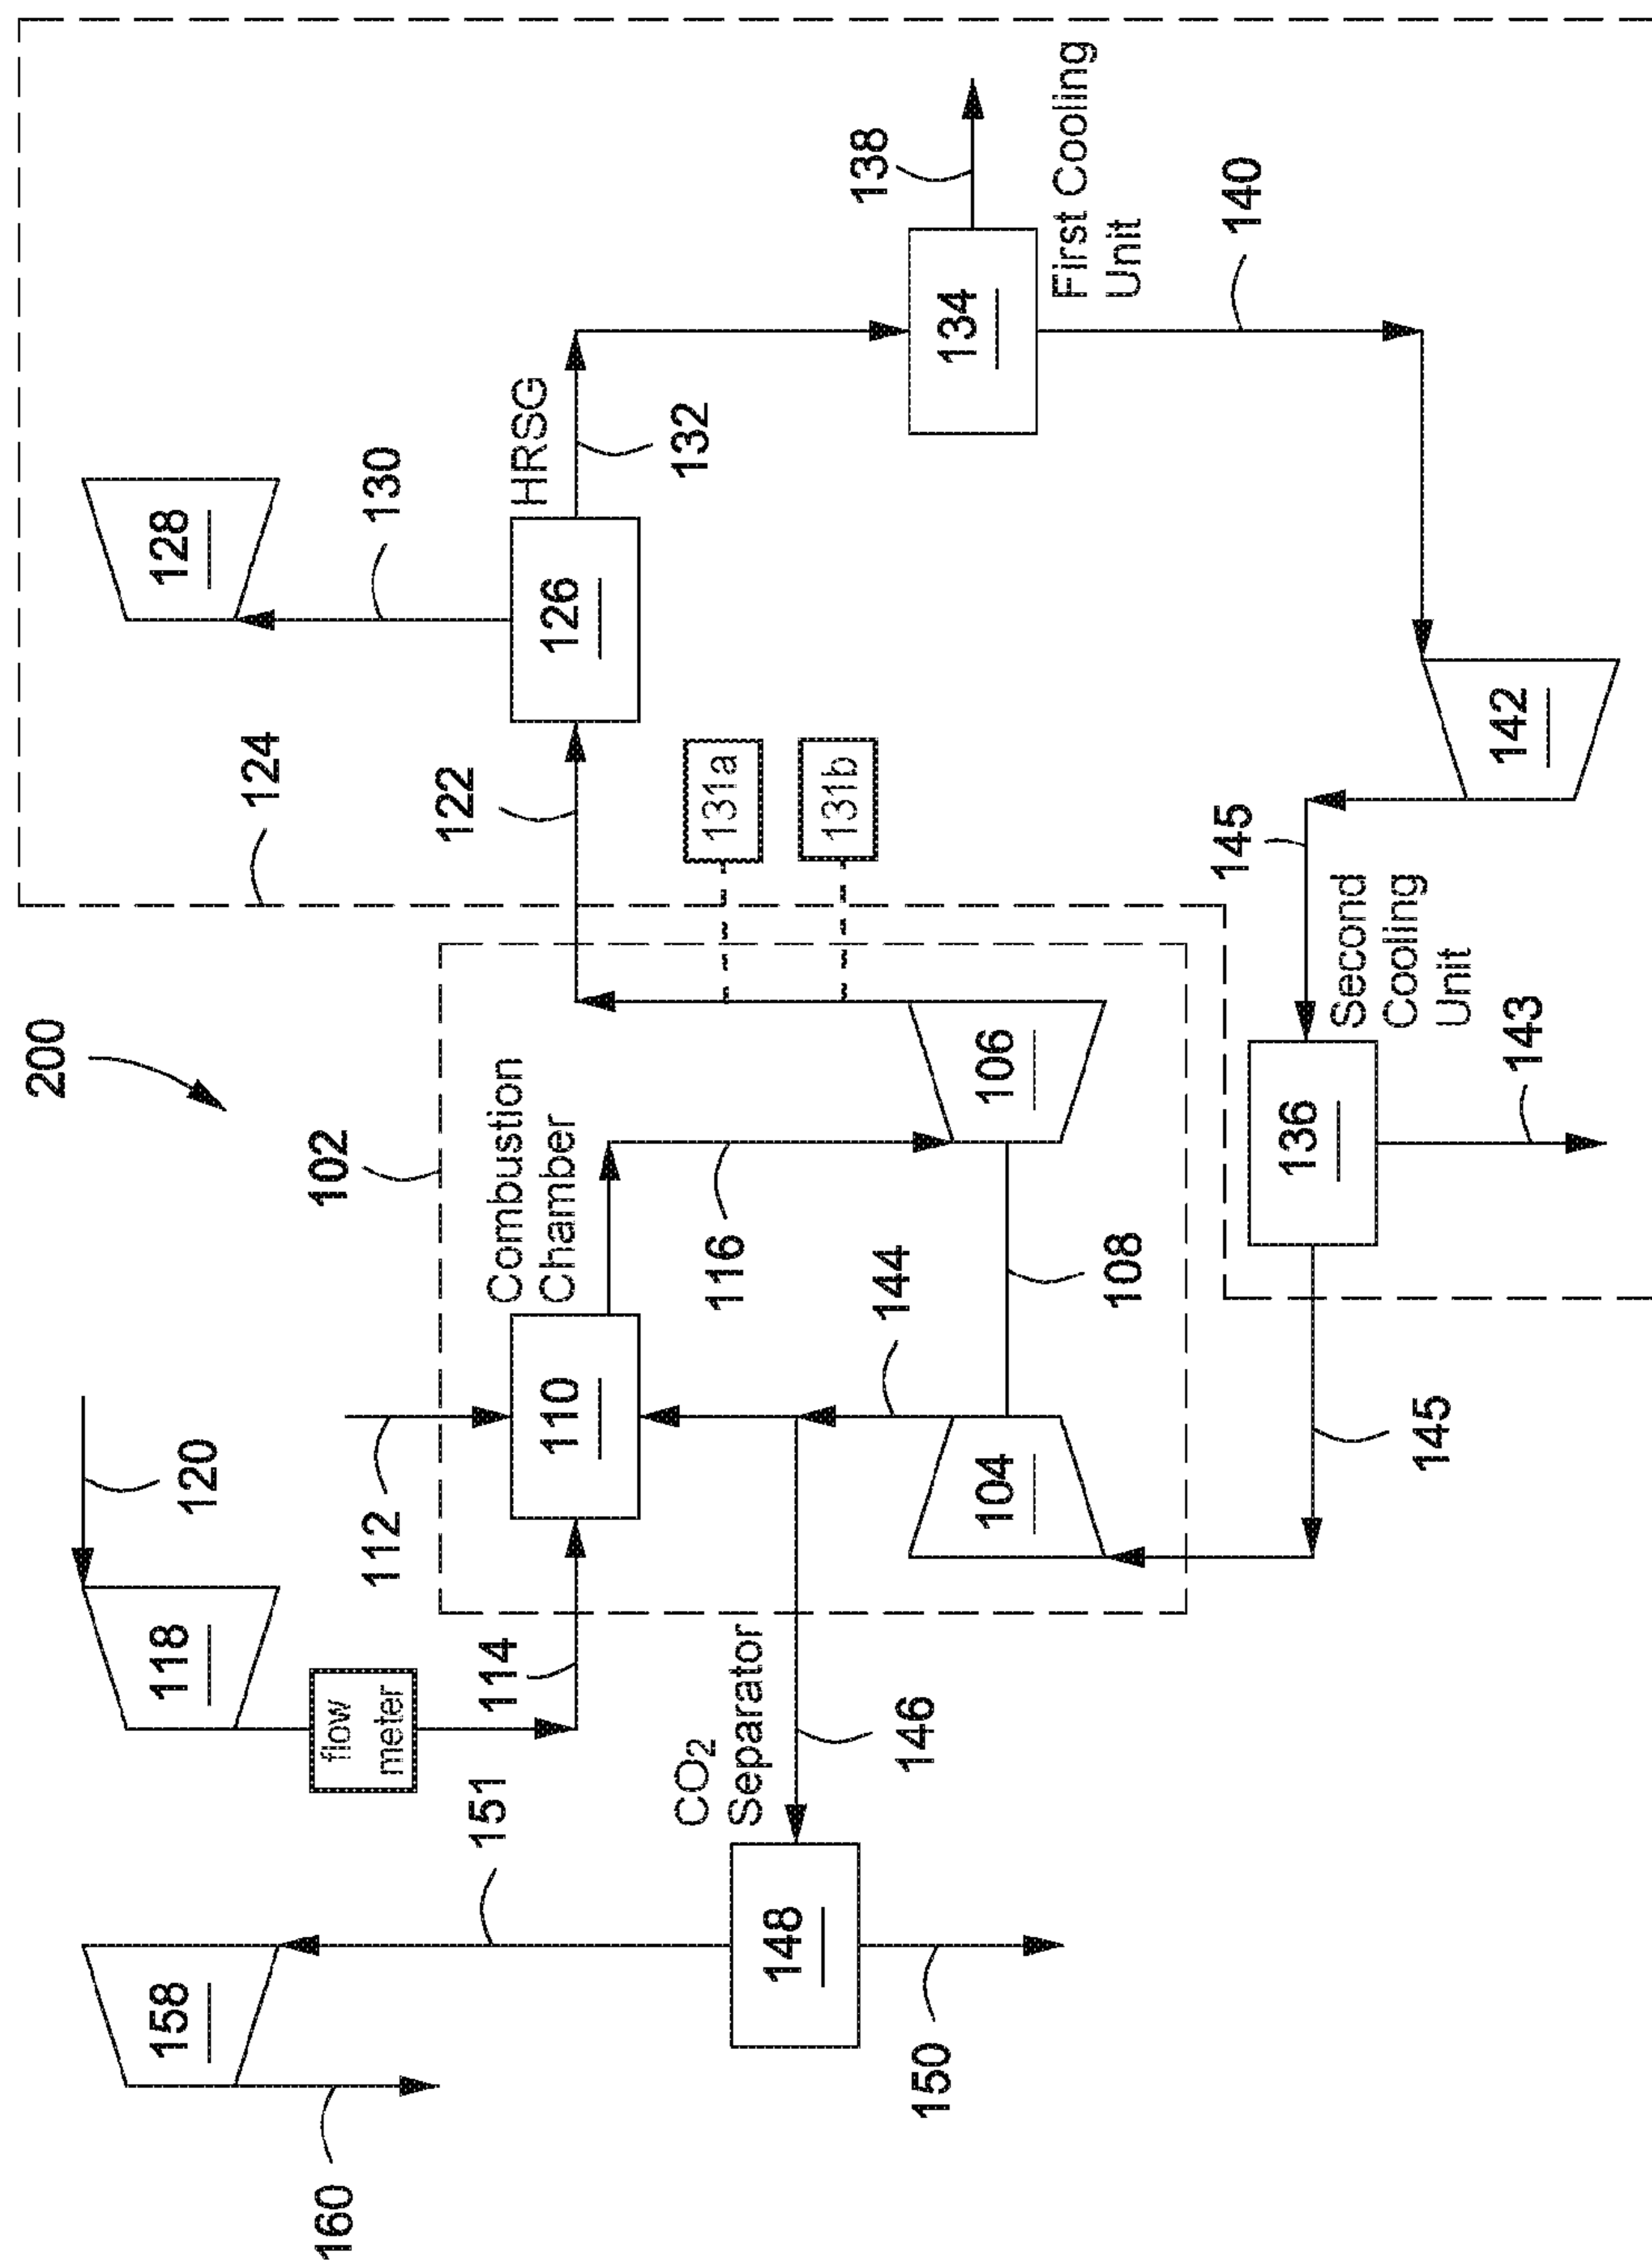 200
158
118
128
120
124
102
160
flow
meter
130
112
122
151
114
Combustion
Chamber
HRSG
110
126
132
CO₂
Separator
131a
116
148
131b
138
144
146
150
134
104
106
First Cooling
Unit
108
145
140
136
Second
Cooling
Unit
145
142
143